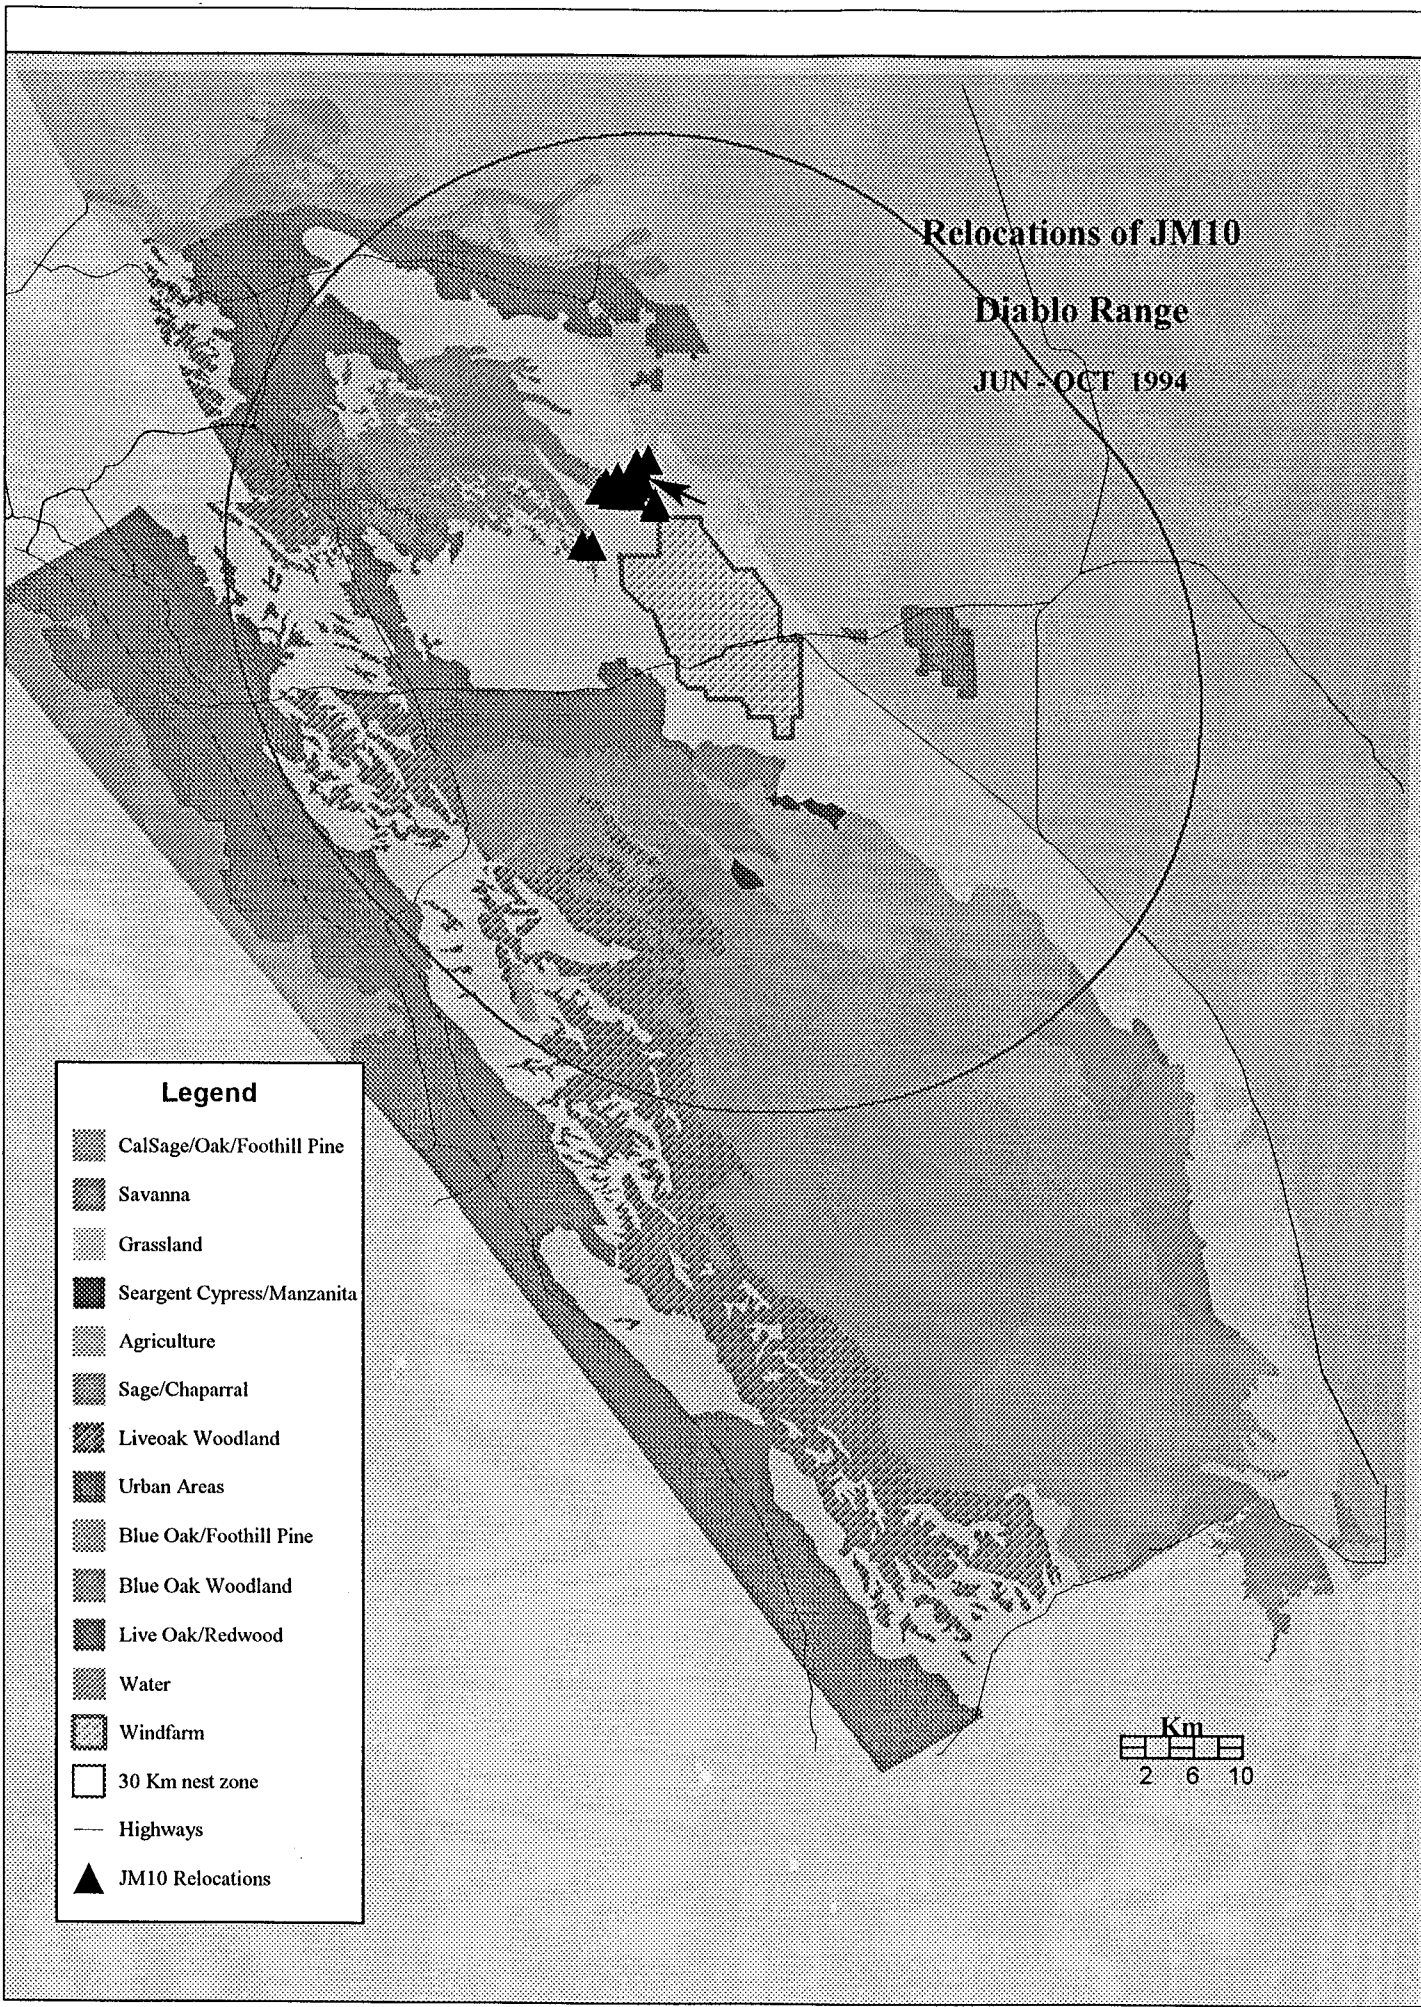 Relocations of JM10
Diablo Range
JUN - OCT 1994
Legend
CalSage/Oak/Foothill Pine
Savanna
Grassland
Seargent Cypress/Manzanita
Agriculture
Sage/Chaparral
Liveoak Woodland
Urban Areas
Blue Oak/Foothill Pine
Blue Oak Woodland
Live Oak/Redwood
Water
Windfarm
30 Km nest zone
Highways
JM10 Relocations
Km
2 6 10